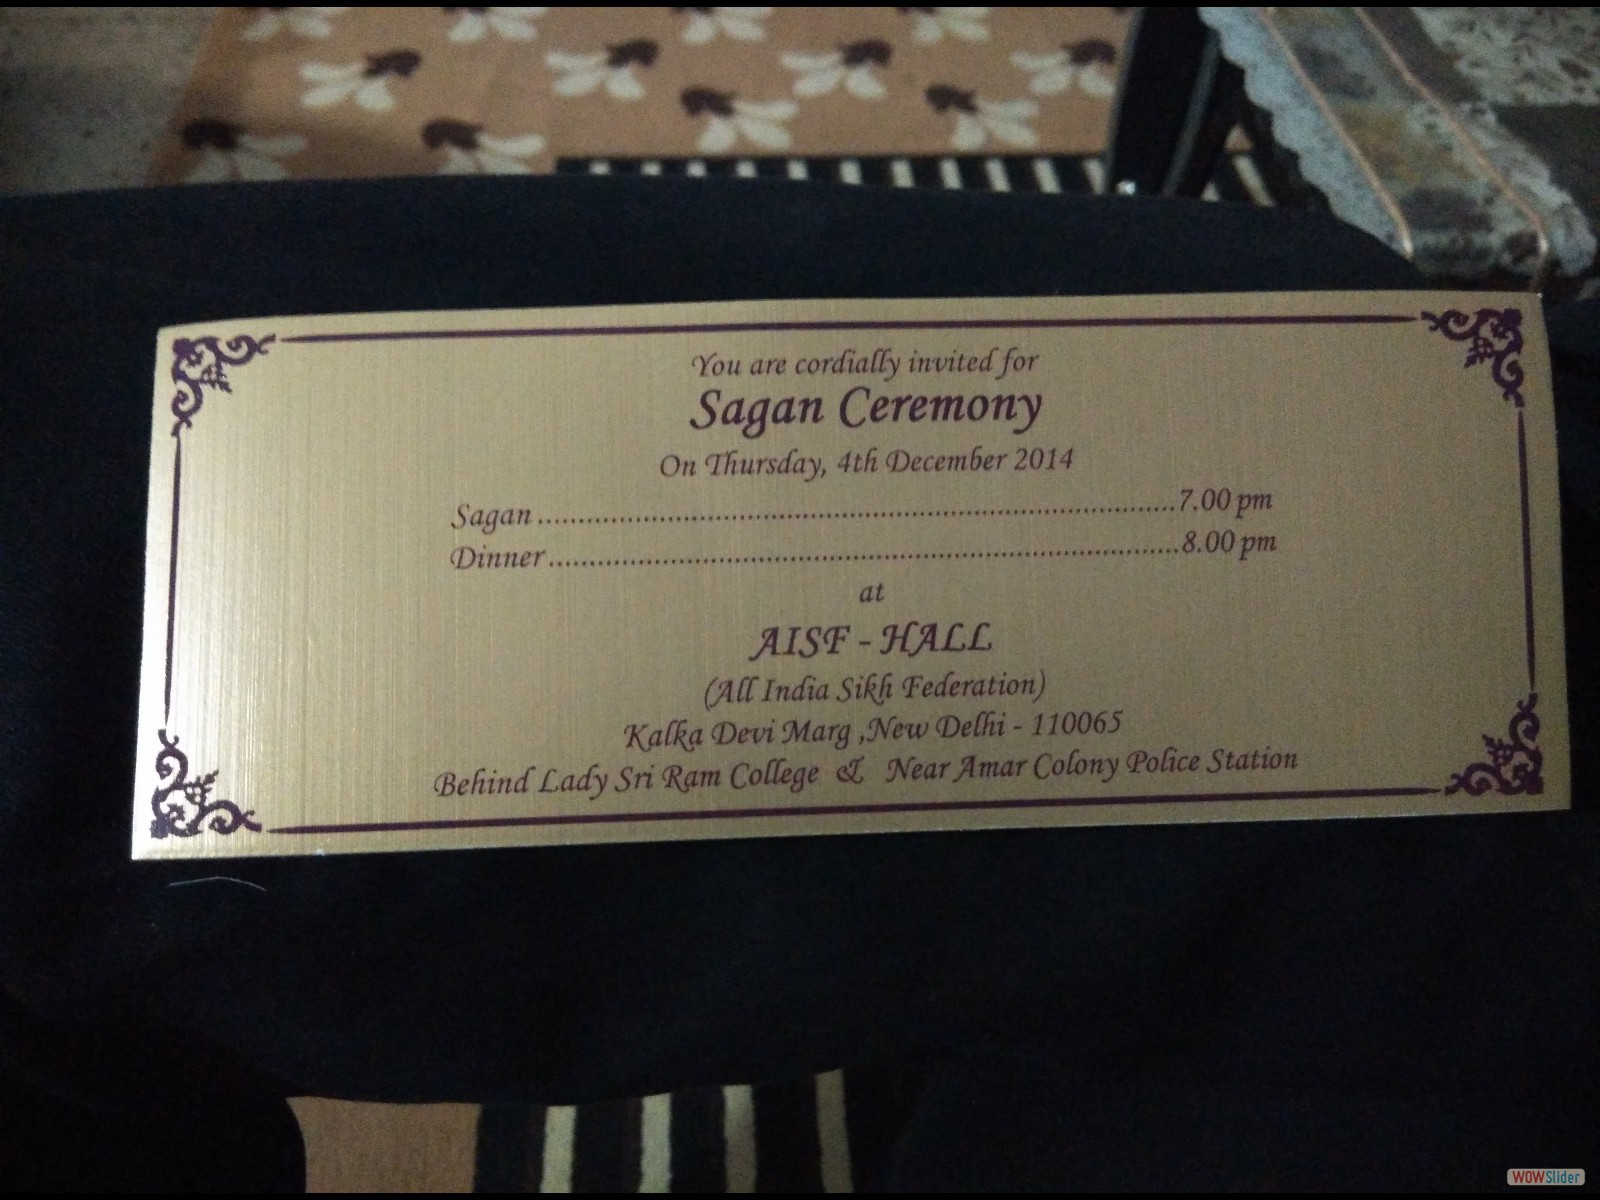 You are cordially invited for
Sagan Ceremony
On Thursday, 4th December 2014
Sagan..............................................................................7.00 pm
Dinner.............................................................................8.00 pm
at
AISF - HALL
(All India Sikh Federation)
Kalka Devi Marg ,New Delhi - 110065
Behind Lady Sri Ram College & Near Amar Colony Police Station
WOWSlider